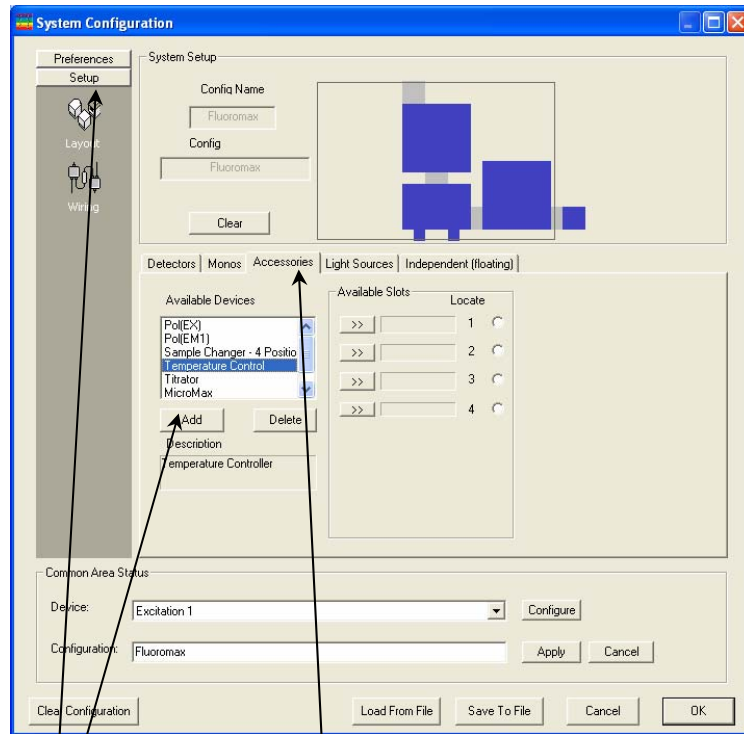 System Configuration
Preferences
Setup
Layout
Wiring
System Setup
Config Name
Fluoromax
Config
Fluoromax
Clear
Detectors Monos Accessories Light Sources Independent (floating)
Available Devices
Pol(EX)
Pol(EM1)
Sample Changer - 4 Positio
Temperature Control
Titrator
MicroMax
Add Delete
Description
Temperature Controller
Available Slots
Locate
>> 1
>> 2
>> 3
>> 4
Common Area Status
Device: Excitation 1 Configure
Configuration: Fluoromax Apply Cancel
Clear Configuration Load From File Save To File Cancel OK